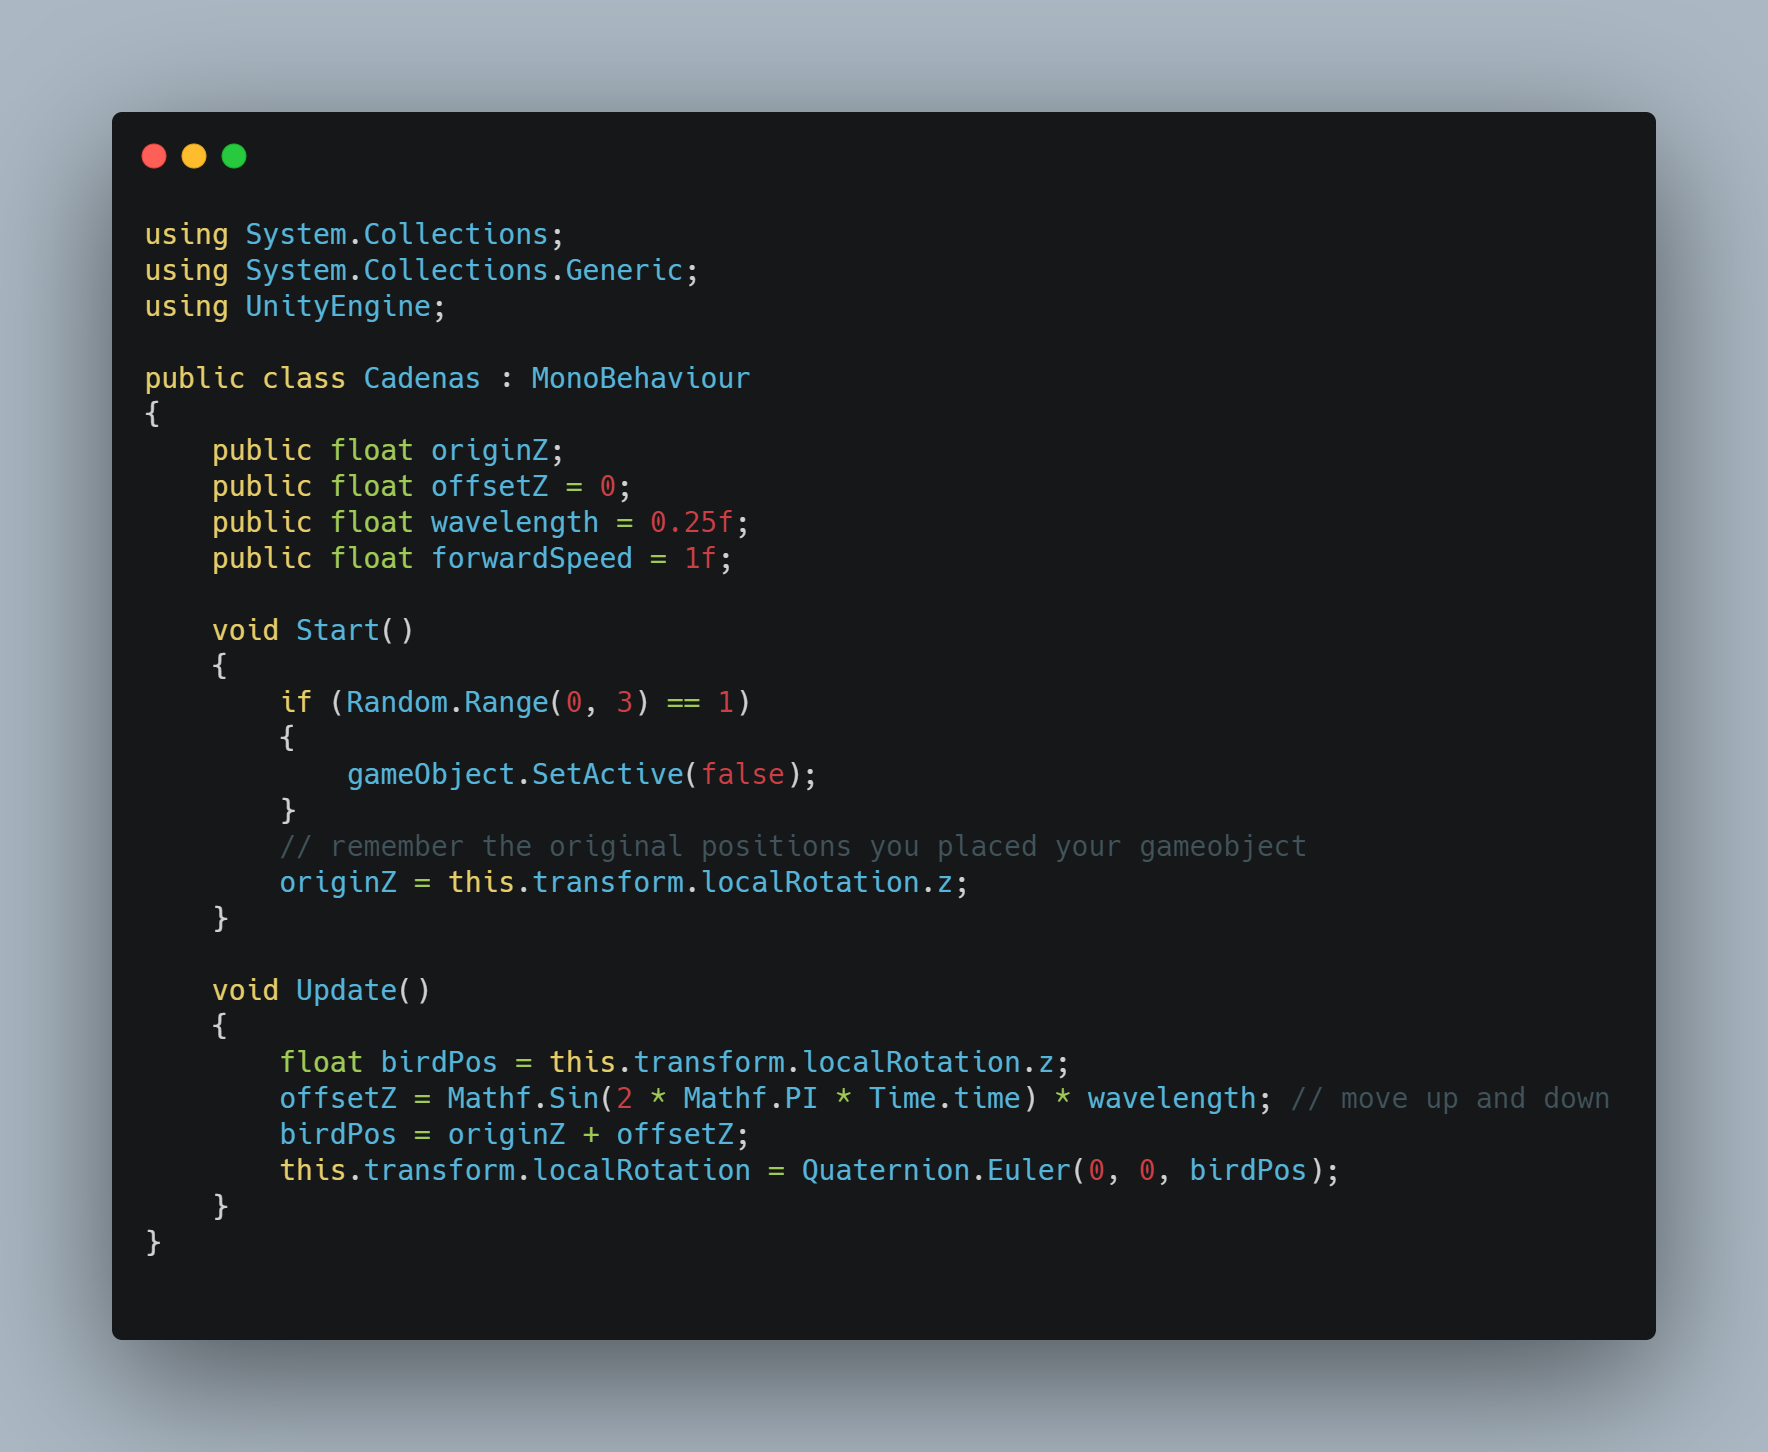 using System.Collections;
using System.Collections.Generic;
using UnityEngine;

public class Cadenas : MonoBehaviour
{
    public float originZ;
    public float offsetZ = 0;
    public float wavelength = 0.25f;
    public float forwardSpeed = 1f;

    void Start()
    {
        if (Random.Range(0, 3) == 1)
        {
            gameObject.SetActive(false);
        }
        // remember the original positions you placed your gameobject
        originZ = this.transform.localRotation.z;
    }

    void Update()
    {
        float birdPos = this.transform.localRotation.z;
        offsetZ = Mathf.Sin(2 * Mathf.PI * Time.time) * wavelength; // move up and down
        birdPos = originZ + offsetZ;
        this.transform.localRotation = Quaternion.Euler(0, 0, birdPos);
    }
}